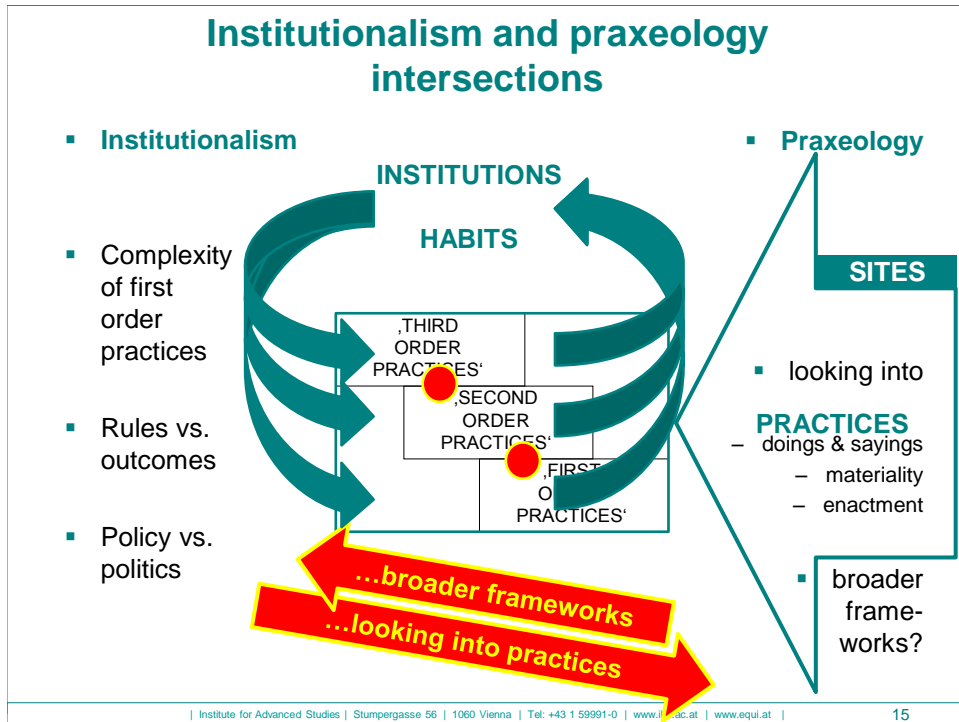 Institutionalism and praxeology
intersections
Institutionalism
Complexity
of first
order
practices
Rules vs.
outcomes
Policy vs.
politics
INSTITUTIONS
HABITS
‚THIRD
ORDER
PRACTICES‘
‚SECOND
ORDER
PRACTICES‘
‚FIRST
PRACTICES‘
…broader frameworks
…looking into practices
Praxeology
SITES
looking into
PRACTICES
– doings & sayings
– materiality
– enactment
broader
frame-
works?
| Institute for Advanced Studies | Stumpergasse 56 | 1060 Vienna | Tel: +43 1 59991-0 | | www.equi.at |
15